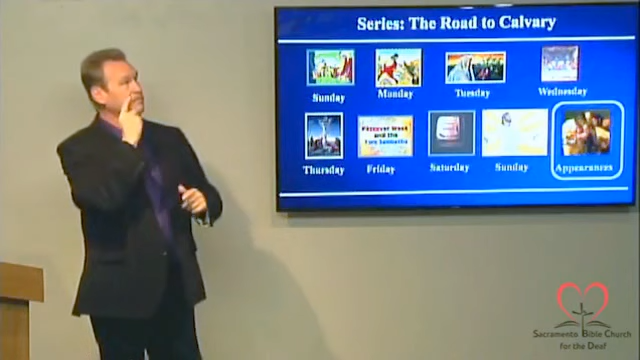 Series: The Road to Calvary
Sunday
Monday
Tuesday
Wednesday
Passover Week
and the
Two Sabbaths
Thursday
Friday
Saturday
Sunday
Appearances
Sacramento Bible Church
for the Deaf